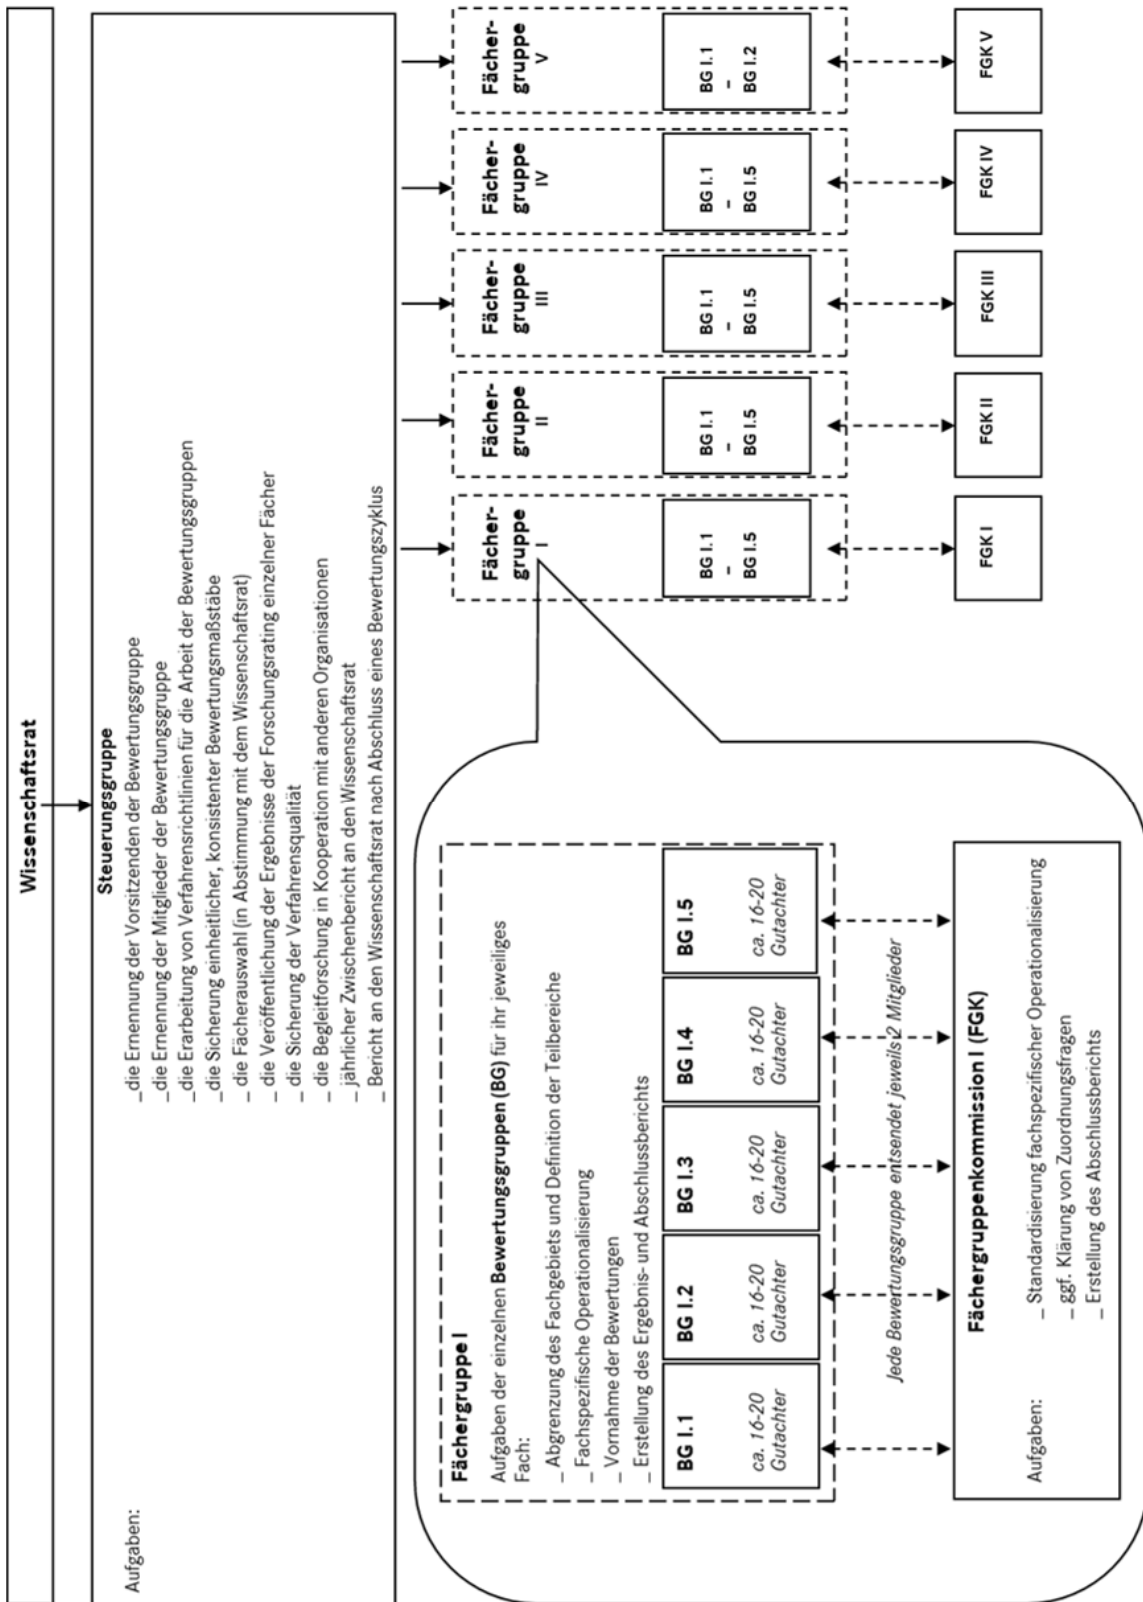 Wissenschaftsrat
Steuerungsgruppe
Aufgaben:
_die Ernennung der Vorsitzenden der Bewertungsgruppe
_die Ernennung der Mitglieder der Bewertungsgruppe
_die Erarbeitung von Verfahrensrichtlinien für die Arbeit der Bewertungsgruppen
_die Sicherung einheitlicher, konsistenter Bewertungsmaßstäbe
_die Fächerauswahl (in Abstimmung mit dem Wissenschaftsrat)
_ die Veröffentlichung der Ergebnisse der Forschungsrating einzelner Fächer
_ die Sicherung der Verfahrensqualität
_ die Begleitforschung in Kooperation mit anderen Organisationen
_ jährlicher Zwischenbericht an den Wissenschaftsrat
_ Bericht an den Wissenschaftsrat nach Abschluss eines Bewertungszyklus
Fächer-
gruppe
I
BG I.1
–
BG I.5
FGK I
Fächer-
gruppe
II
BG I.1
–
BG I.5
FGK II
Fächer-
gruppe
III
BG I.1
–
BG I.5
FGK III
Fächer-
gruppe
IV
BG I.1
–
BG I.5
FGK IV
Fächer-
gruppe
V
BG I.1
–
BG I.2
FGK V
Fächergruppe I
Aufgaben der einzelnen Bewertungsgruppen (BG) für ihr jeweiliges
Fach:
_ Abgrenzung des Fachgebiets und Definition der Teilbereiche
_ Fachspezifische Operationalisierung
_ Vornahme der Bewertungen
_ Erstellung des Ergebnis- und Abschlussberichts
BG I.1
ca. 16-20
Gutachter
BG I.2
ca. 16-20
Gutachter
BG I.3
ca. 16-20
Gutachter
BG I.4
ca. 16-20
Gutachter
BG I.5
ca. 16-20
Gutachter
Jede Bewertungsgruppe entsendet jeweils 2 Mitglieder
Fächergruppenkommission I (FGK)
Aufgaben:
_ Standardisierung fachspezifischer Operationalisierung
_ ggf. Klärung von Zuordnungsfragen
_ Erstellung des Abschlussberichts